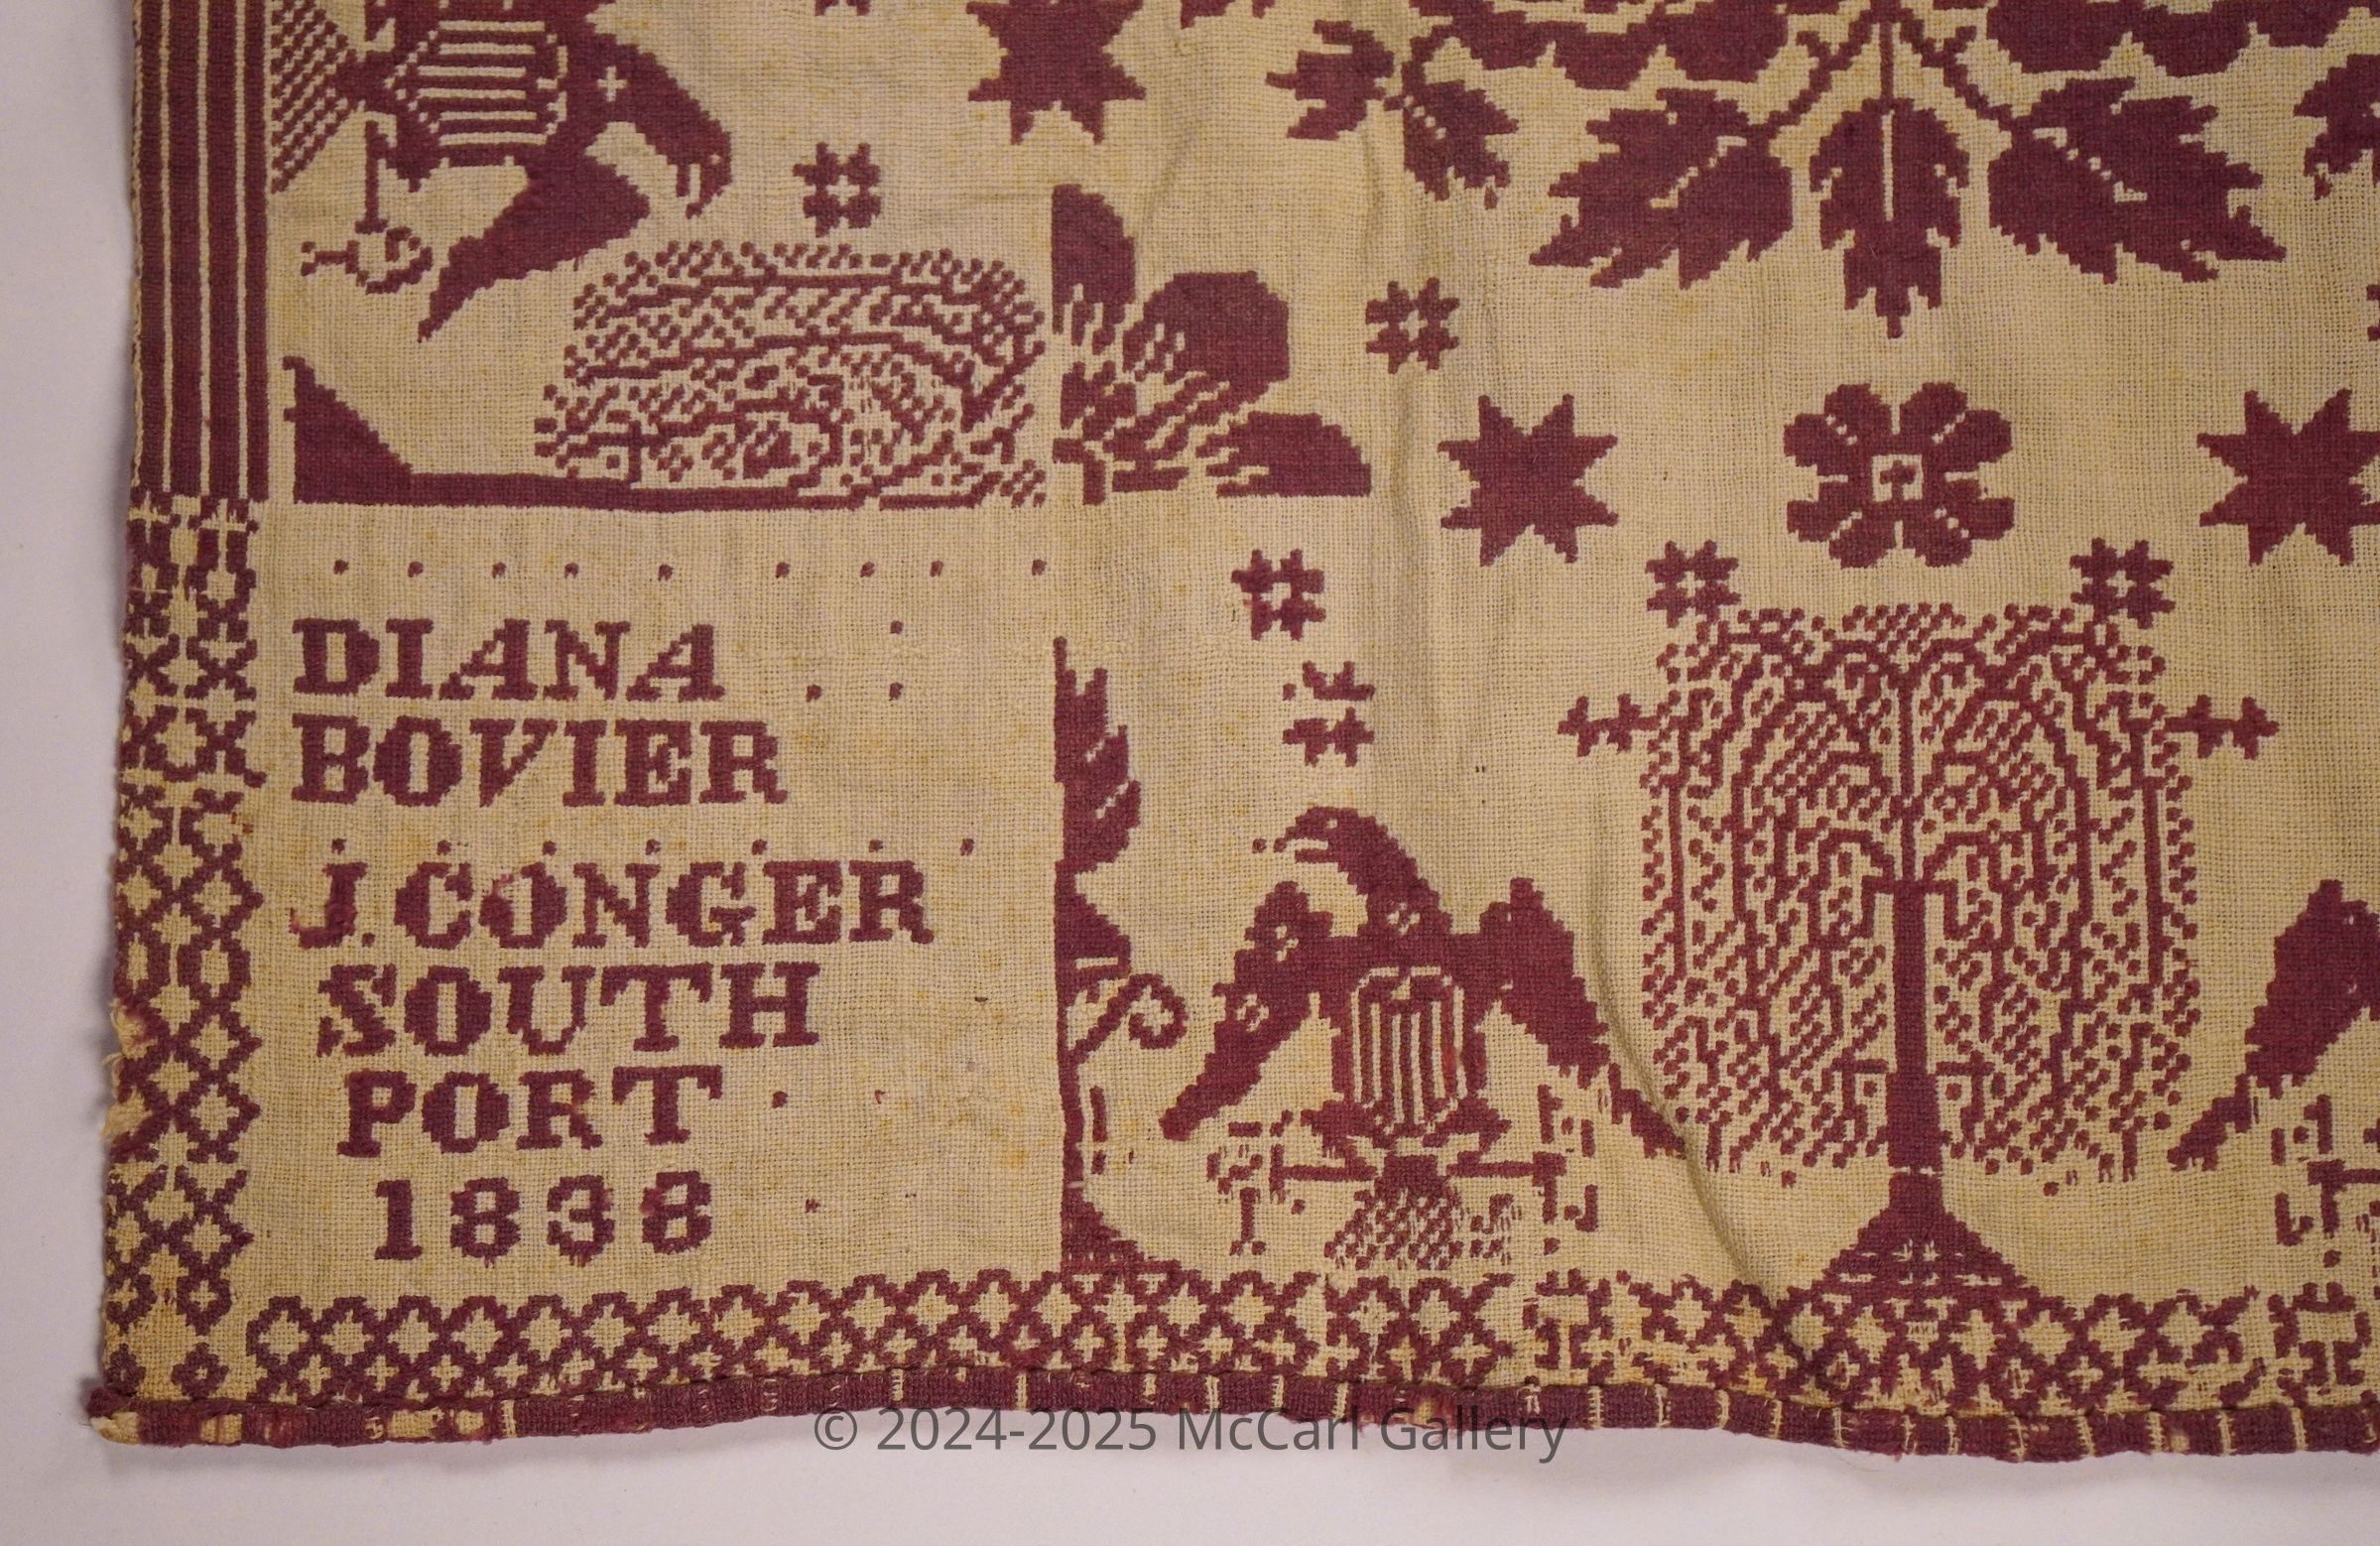 DIANA
BOVIER
J. CONGER
SOUTH
PORT
1838
© 2024-2025 McCarl Gallery